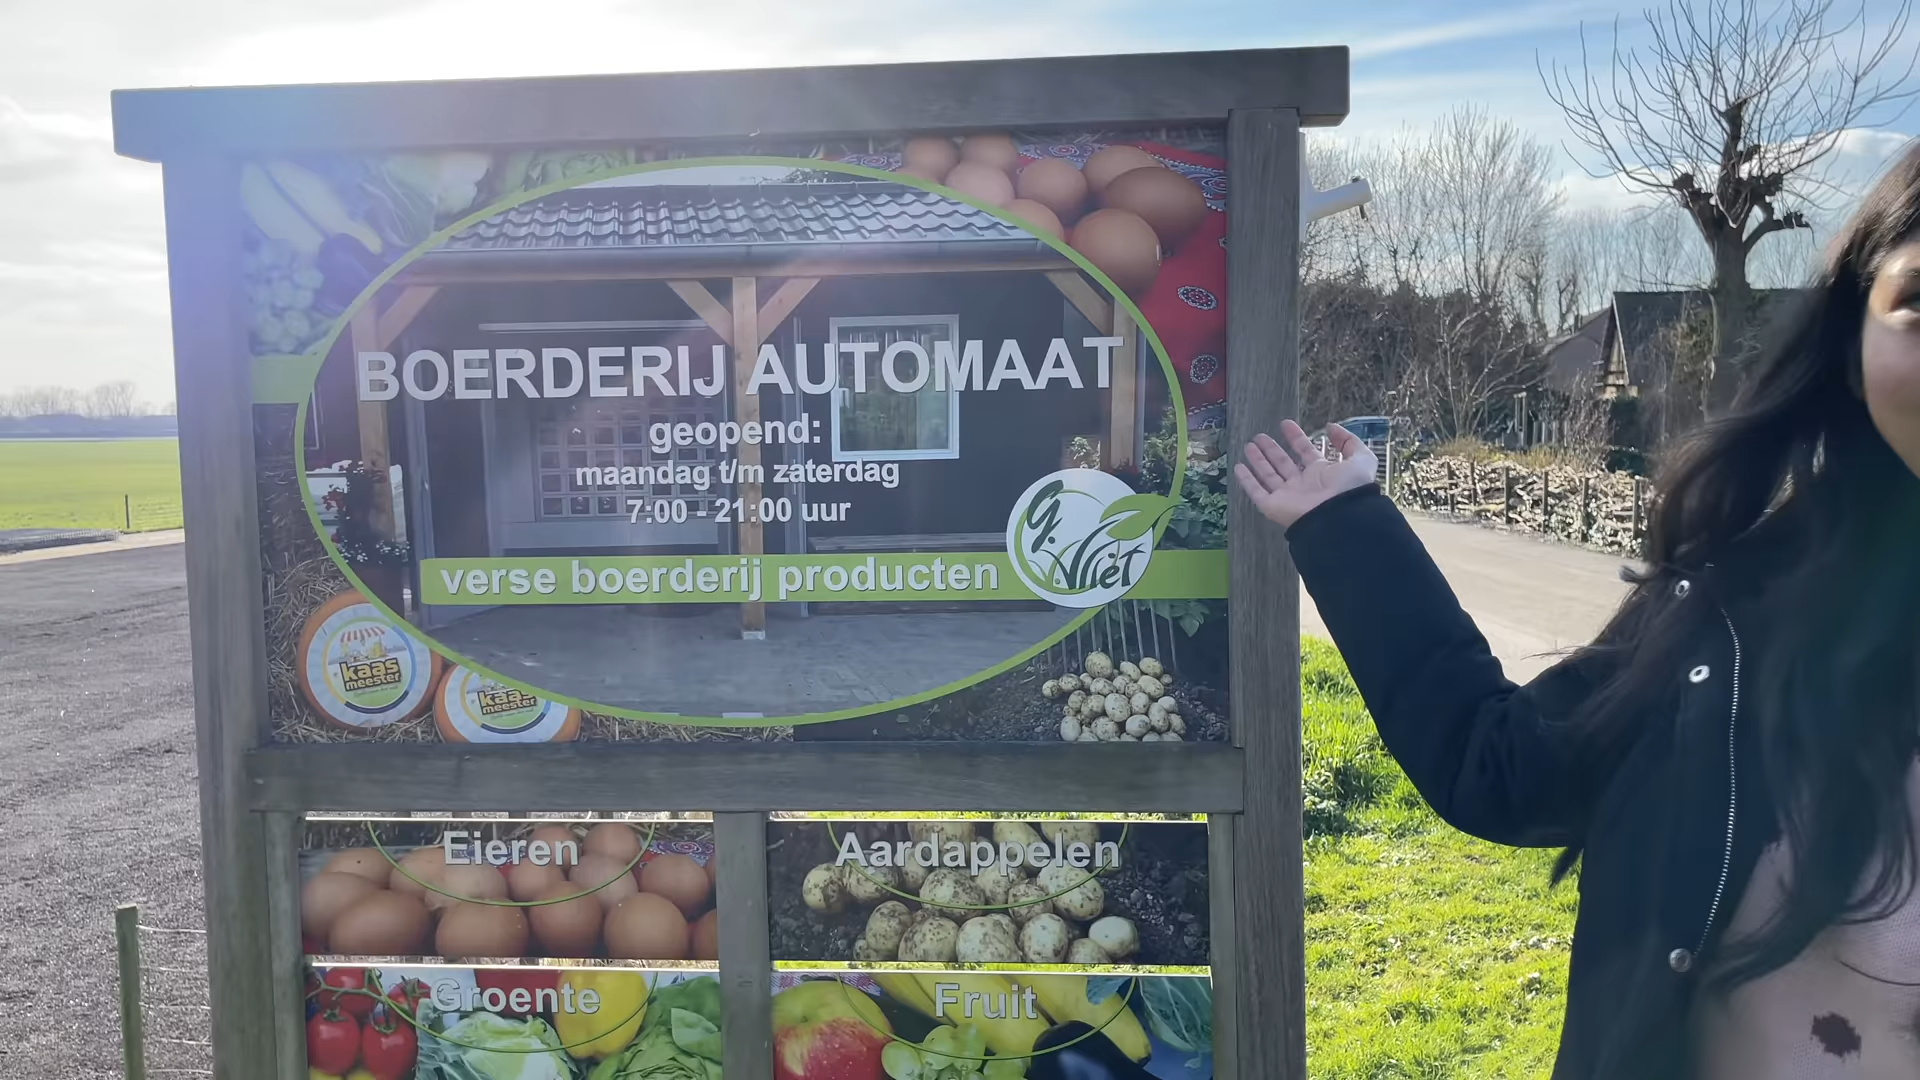 BOERDERIJ AUTOMAAT
geopend:
maandag t/m zaterdag
7:00 - 21:00 uur
verse boerderij producten
g. Vliet
kaas
meester
kaas
meester
Eieren
Aardappelen
Groente
Fruit